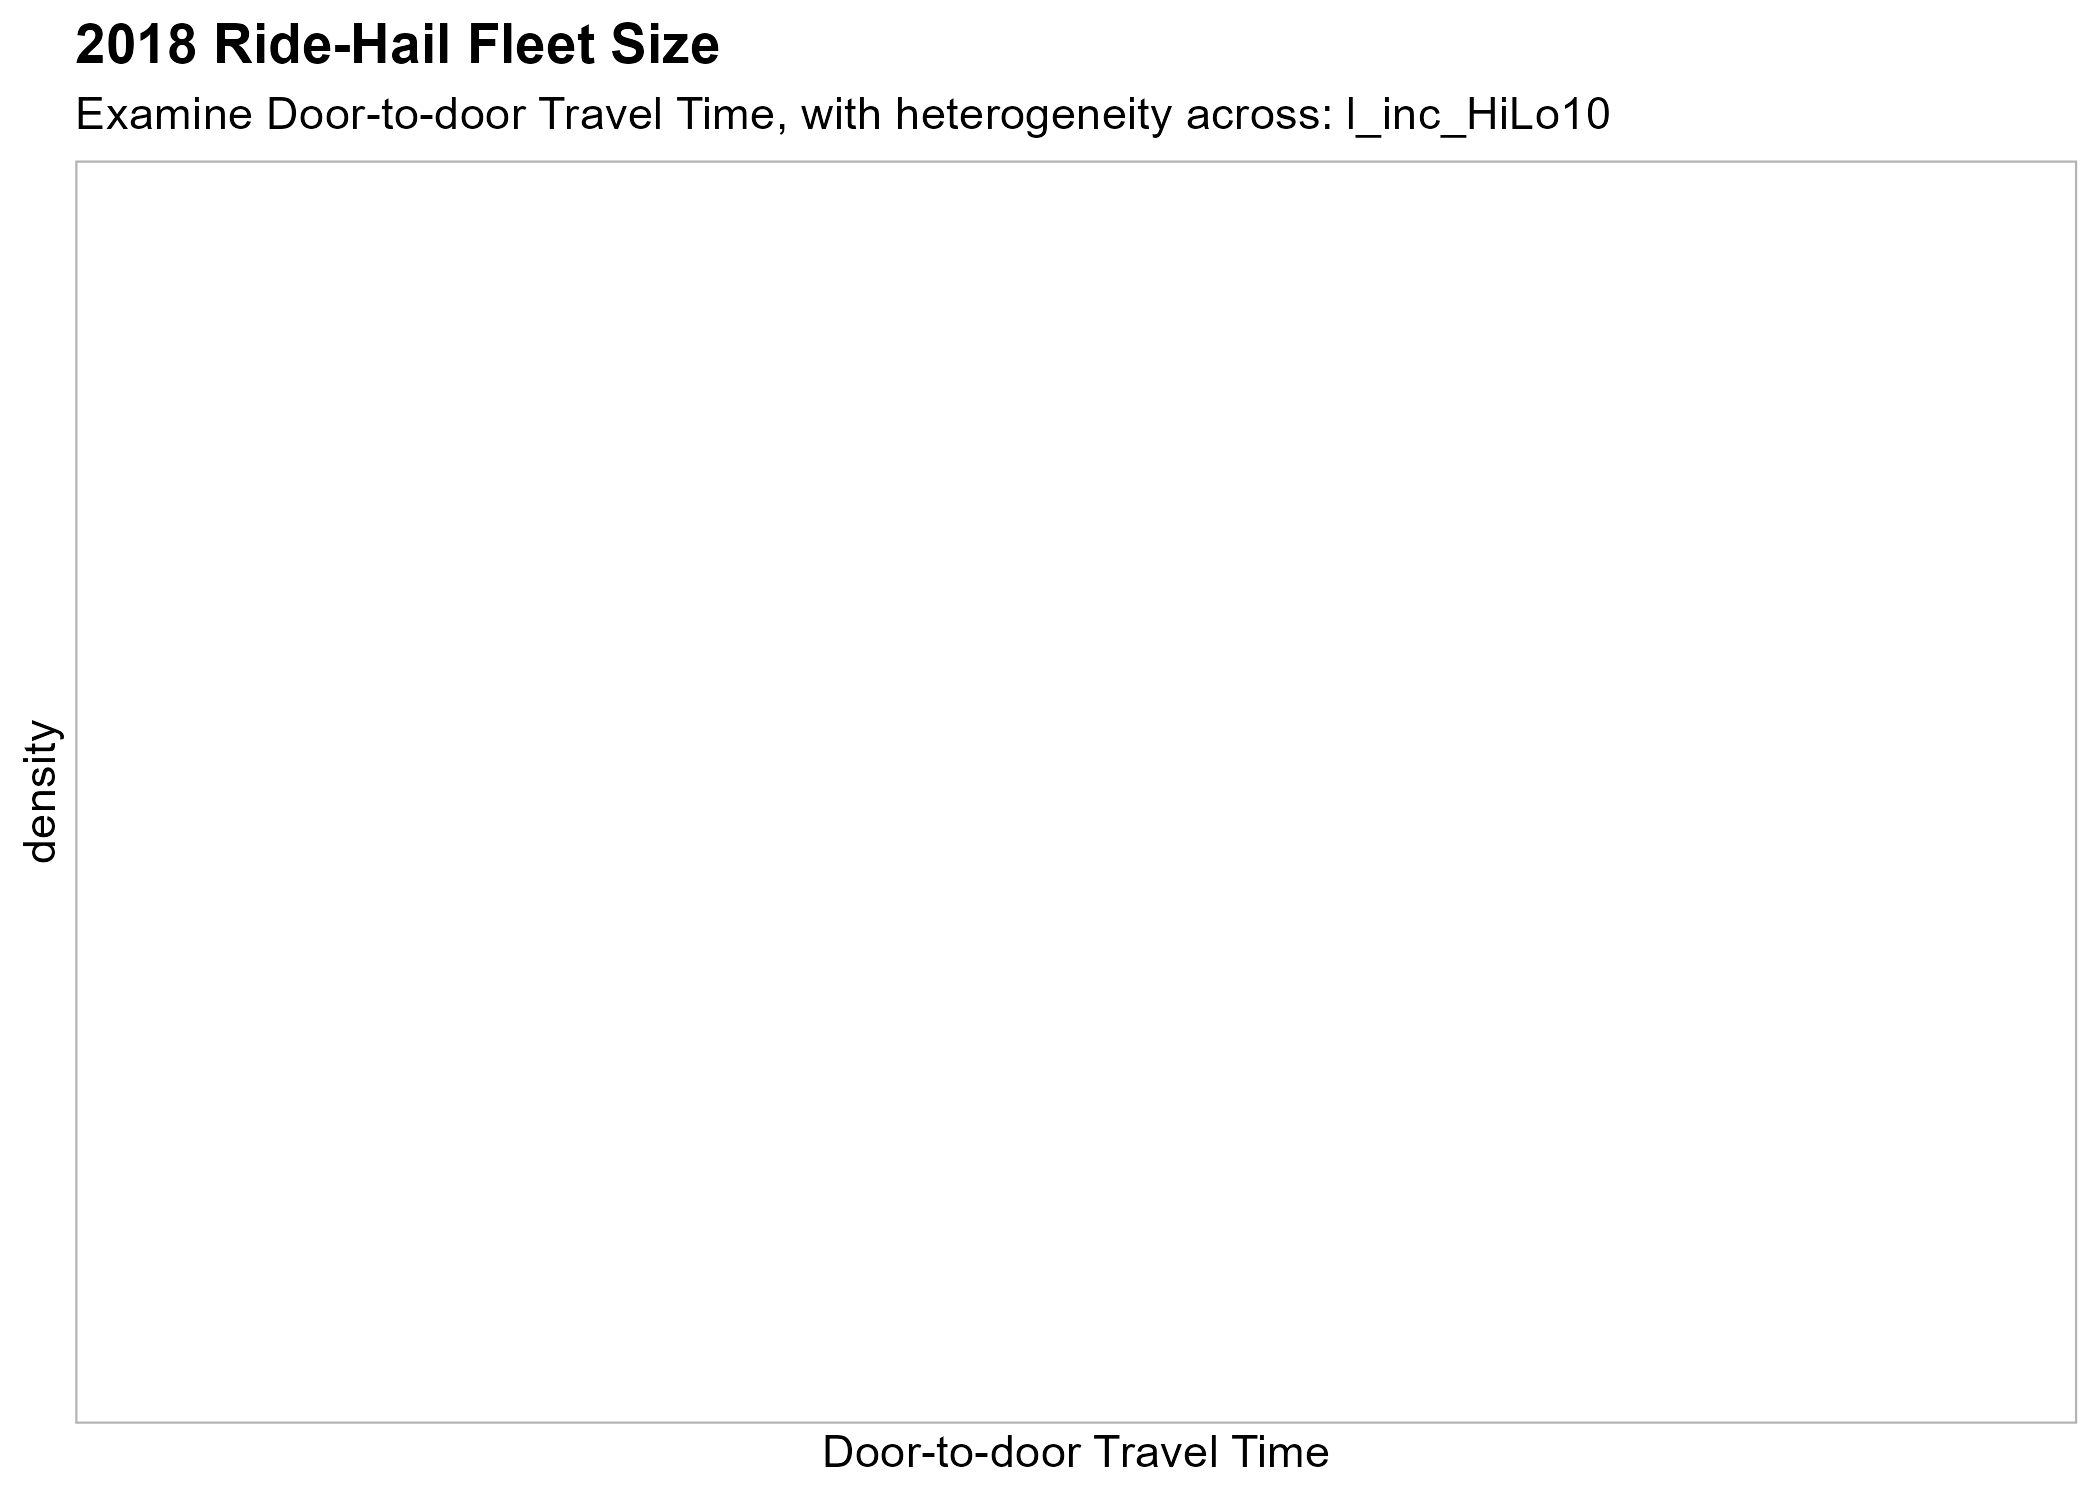 2018 Ride-Hail Fleet Size
Examine Door-to-door Travel Time, with heterogeneity across: I_inc_HiLo10
density
Door-to-door Travel Time